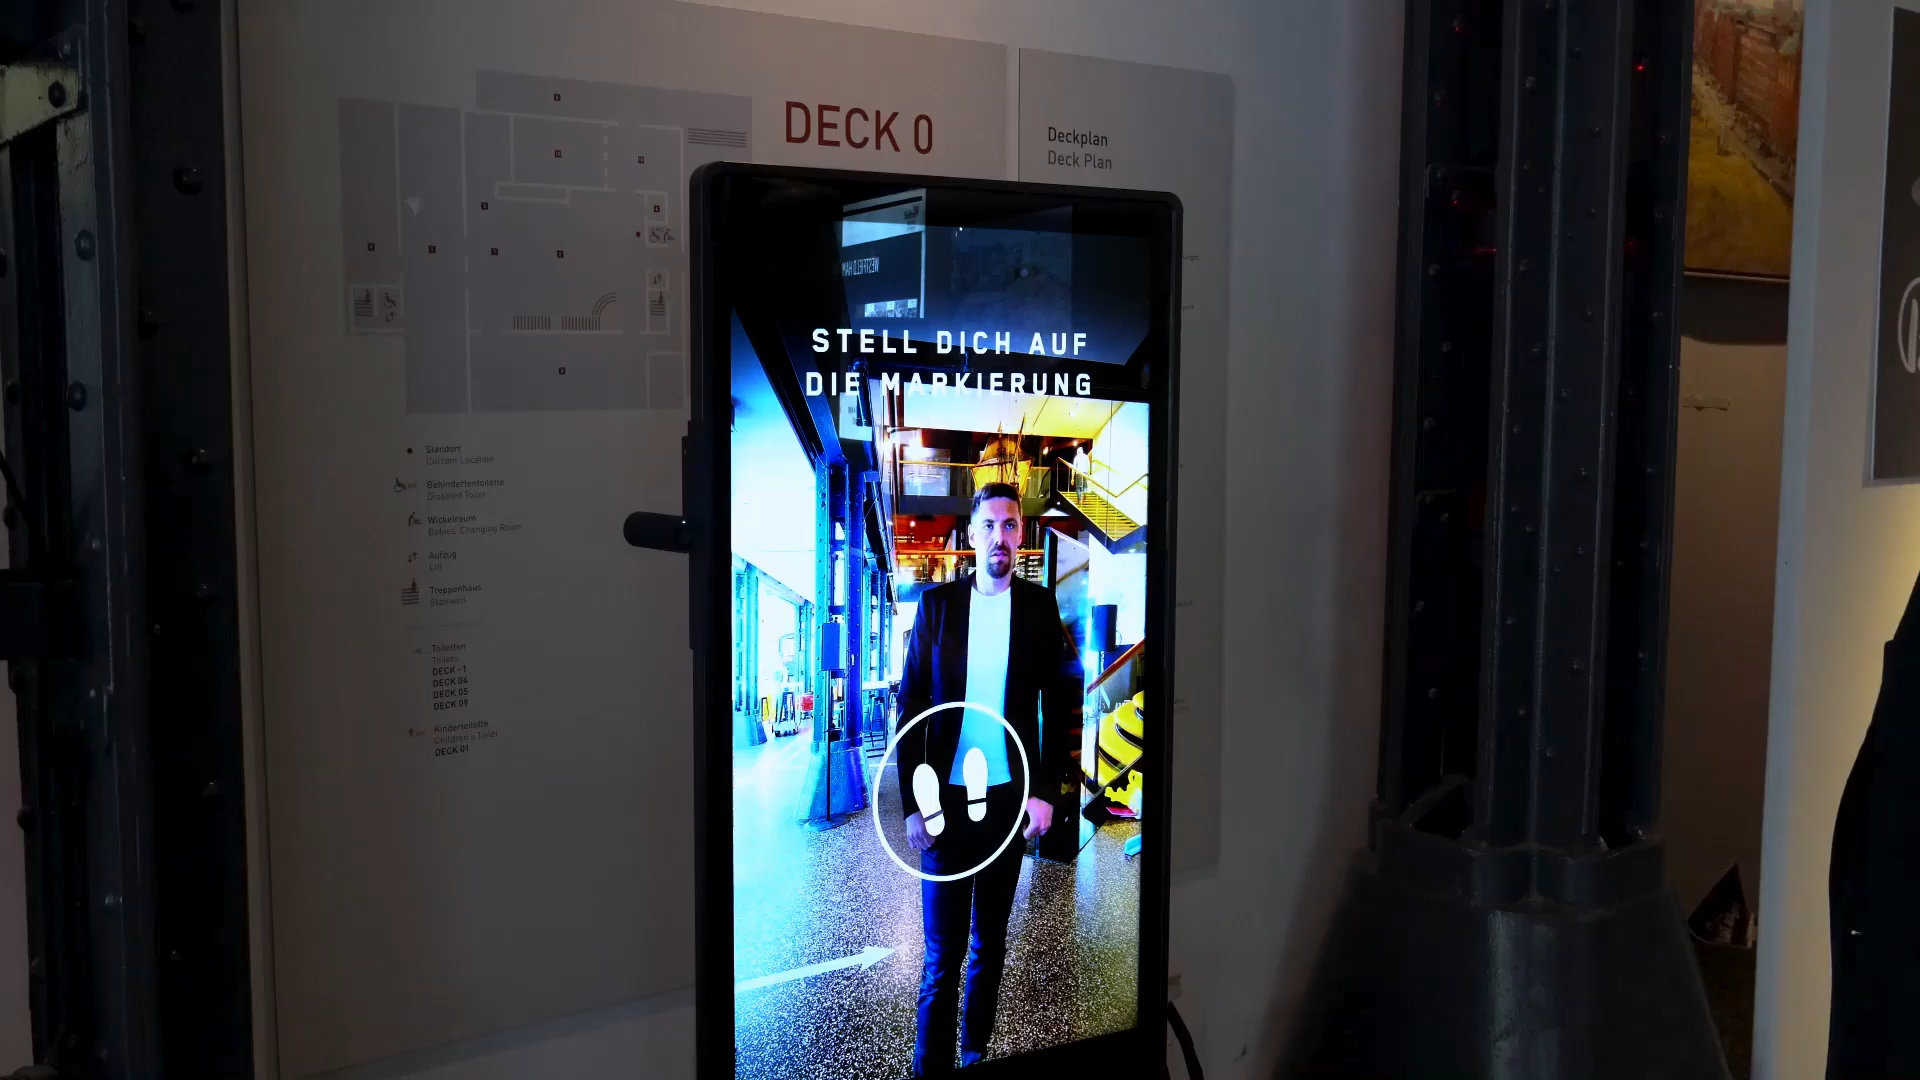 DECK 0
Deckplan
Deck Plan
STELL DICH AUF
DIE MARKIERUNG
Standort
Current Location
Behindertentoilette
Disabled Toilet
Wickelraum
Babies Changing Room
Aufzug
Lift
Treppenhaus
Stairwell
Toiletten
Toilets
DECK -1
DECK 04
DECK 05
DECK 09
Kindertoilette
Children's Toilet
DECK 01